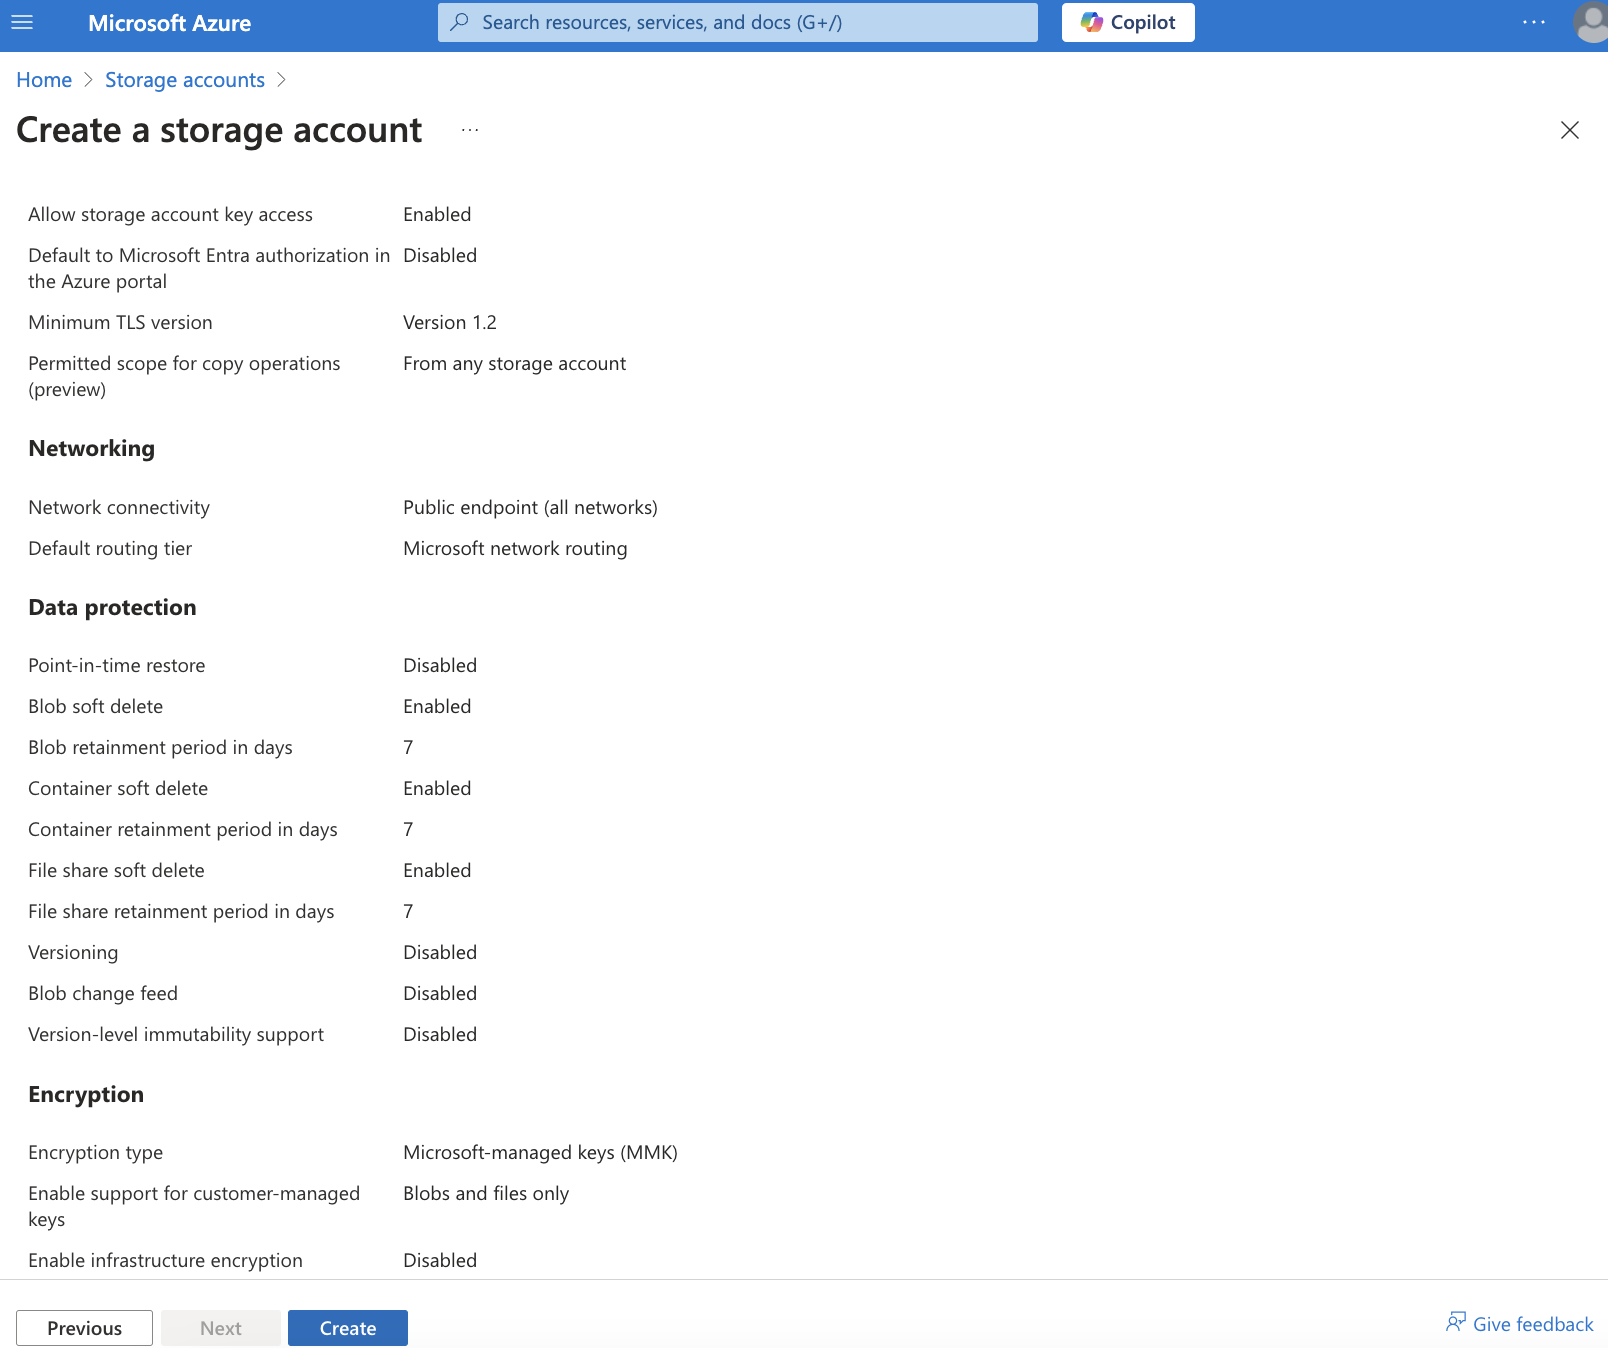 Microsoft Azure
Search resources, services, and docs (G+/)
Copilot
...
Home > Storage accounts >
Create a storage account ...
Allow storage account key access Enabled
Default to Microsoft Entra authorization in Disabled
the Azure portal
Minimum TLS version Version 1.2
Permitted scope for copy operations From any storage account
(preview)
Networking
Network connectivity Public endpoint (all networks)
Default routing tier Microsoft network routing
Data protection
Point-in-time restore Disabled
Blob soft delete Enabled
Blob retainment period in days 7
Container soft delete Enabled
Container retainment period in days 7
File share soft delete Enabled
File share retainment period in days 7
Versioning Disabled
Blob change feed Disabled
Version-level immutability support Disabled
Encryption
Encryption type Microsoft-managed keys (MMK)
Enable support for customer-managed Blobs and files only
keys
Enable infrastructure encryption Disabled
Previous Next Create Give feedback